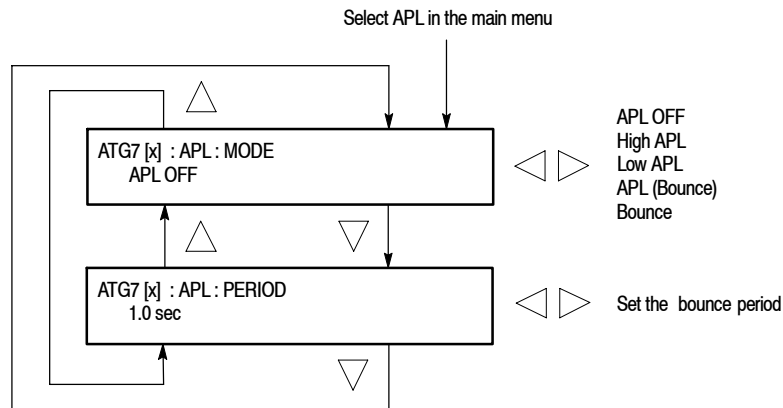 Select APL in the main menu
ATG7 [x] : APL : MODE
APL OFF
APL OFF
High APL
Low APL
APL (Bounce)
Bounce
ATG7 [x] : APL : PERIOD
1.0 sec
Set the bounce period